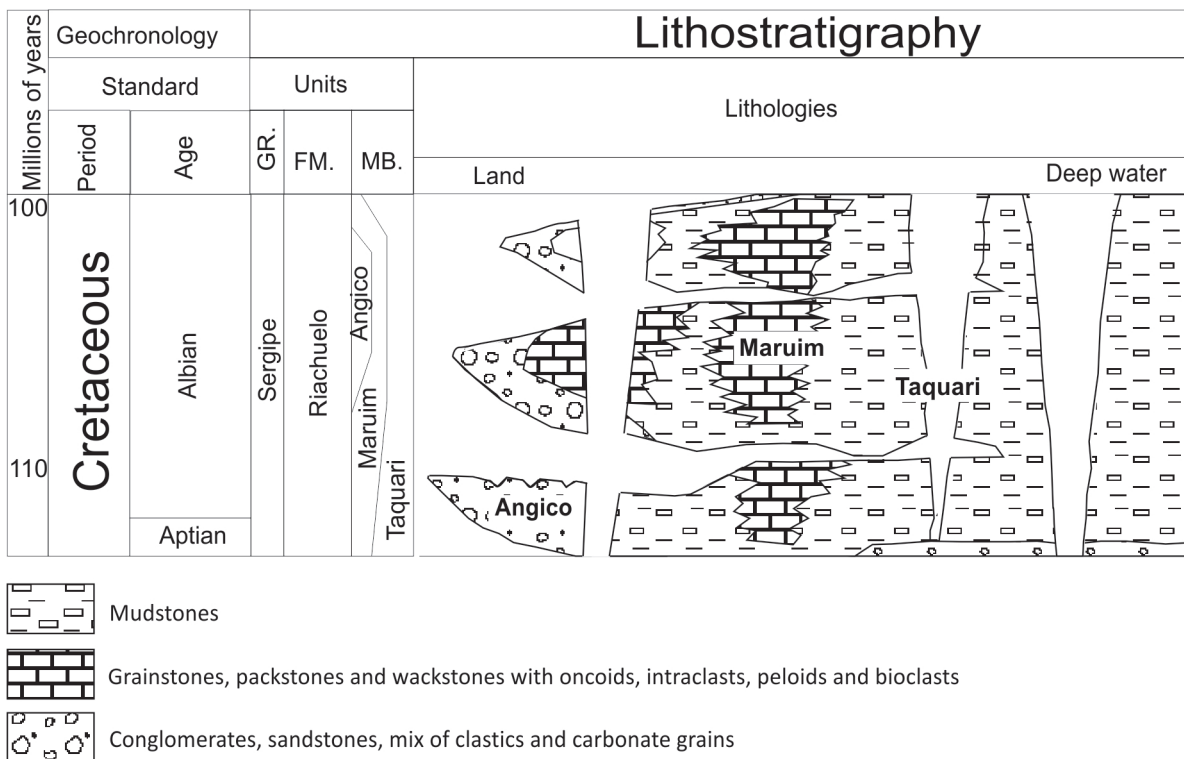 Millions of years
Geochronology
Lithostratigraphy
Standard
Units
Lithologies
Period
Age
GR.
FM.
MB.
Land
Deep water
100
110
Cretaceous
Albian
Aptian
Sergipe
Riachuelo
Angico
Maruim
Taquari
Maruim
Taquari
Angico
Mudstones
Grainstones, packstones and wackstones with oncoids, intraclasts, peloids and bioclasts
Conglomerates, sandstones, mix of clastics and carbonate grains